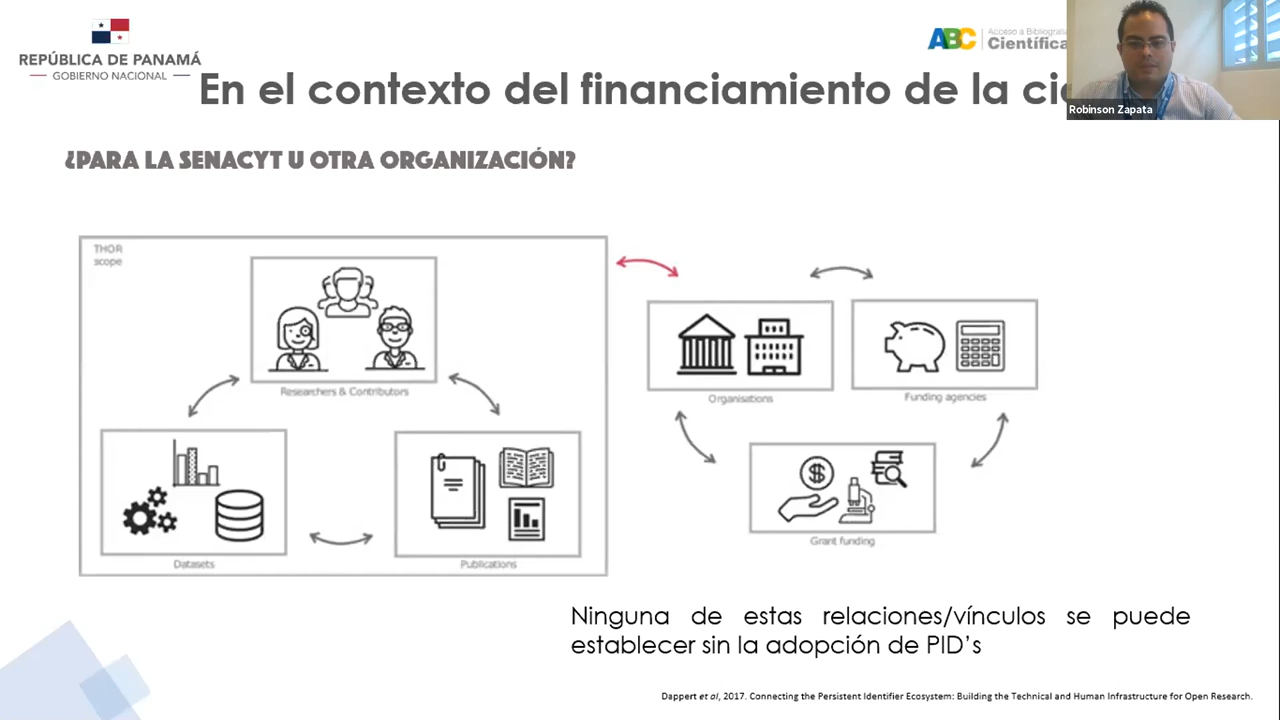 REPÚBLICA DE PANAMÁ
GOBIERNO NACIONAL
ABC
Acceso a Bibliografía
Científica
Robinson Zapata
En el contexto del financiamiento de la
¿PARA LA SENACYT U OTRA ORGANIZACIÓN?
THOR
scope
Researchers & Contributors
Datasets
Publications
Organisations
Funding agencies
$
Grant funding
Ninguna de estas relaciones/vínculos se puede
establecer sin la adopción de PID’s
Dappert et al, 2017. Connecting the Persistent Identifier Ecosystem: Building the Technical and Human Infrastructure for Open Research.